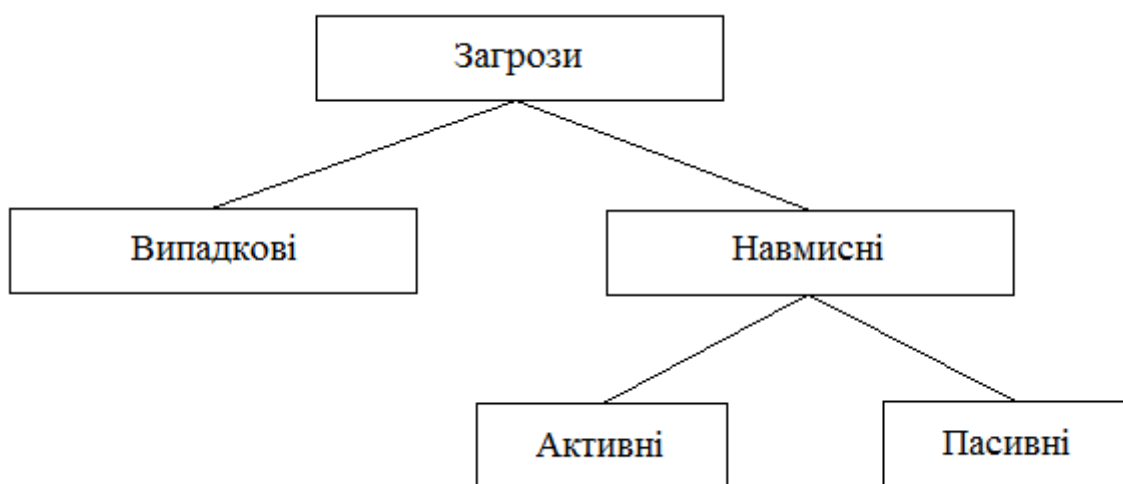 Загрози
Випадкові
Навмисні
Активні
Пасивні